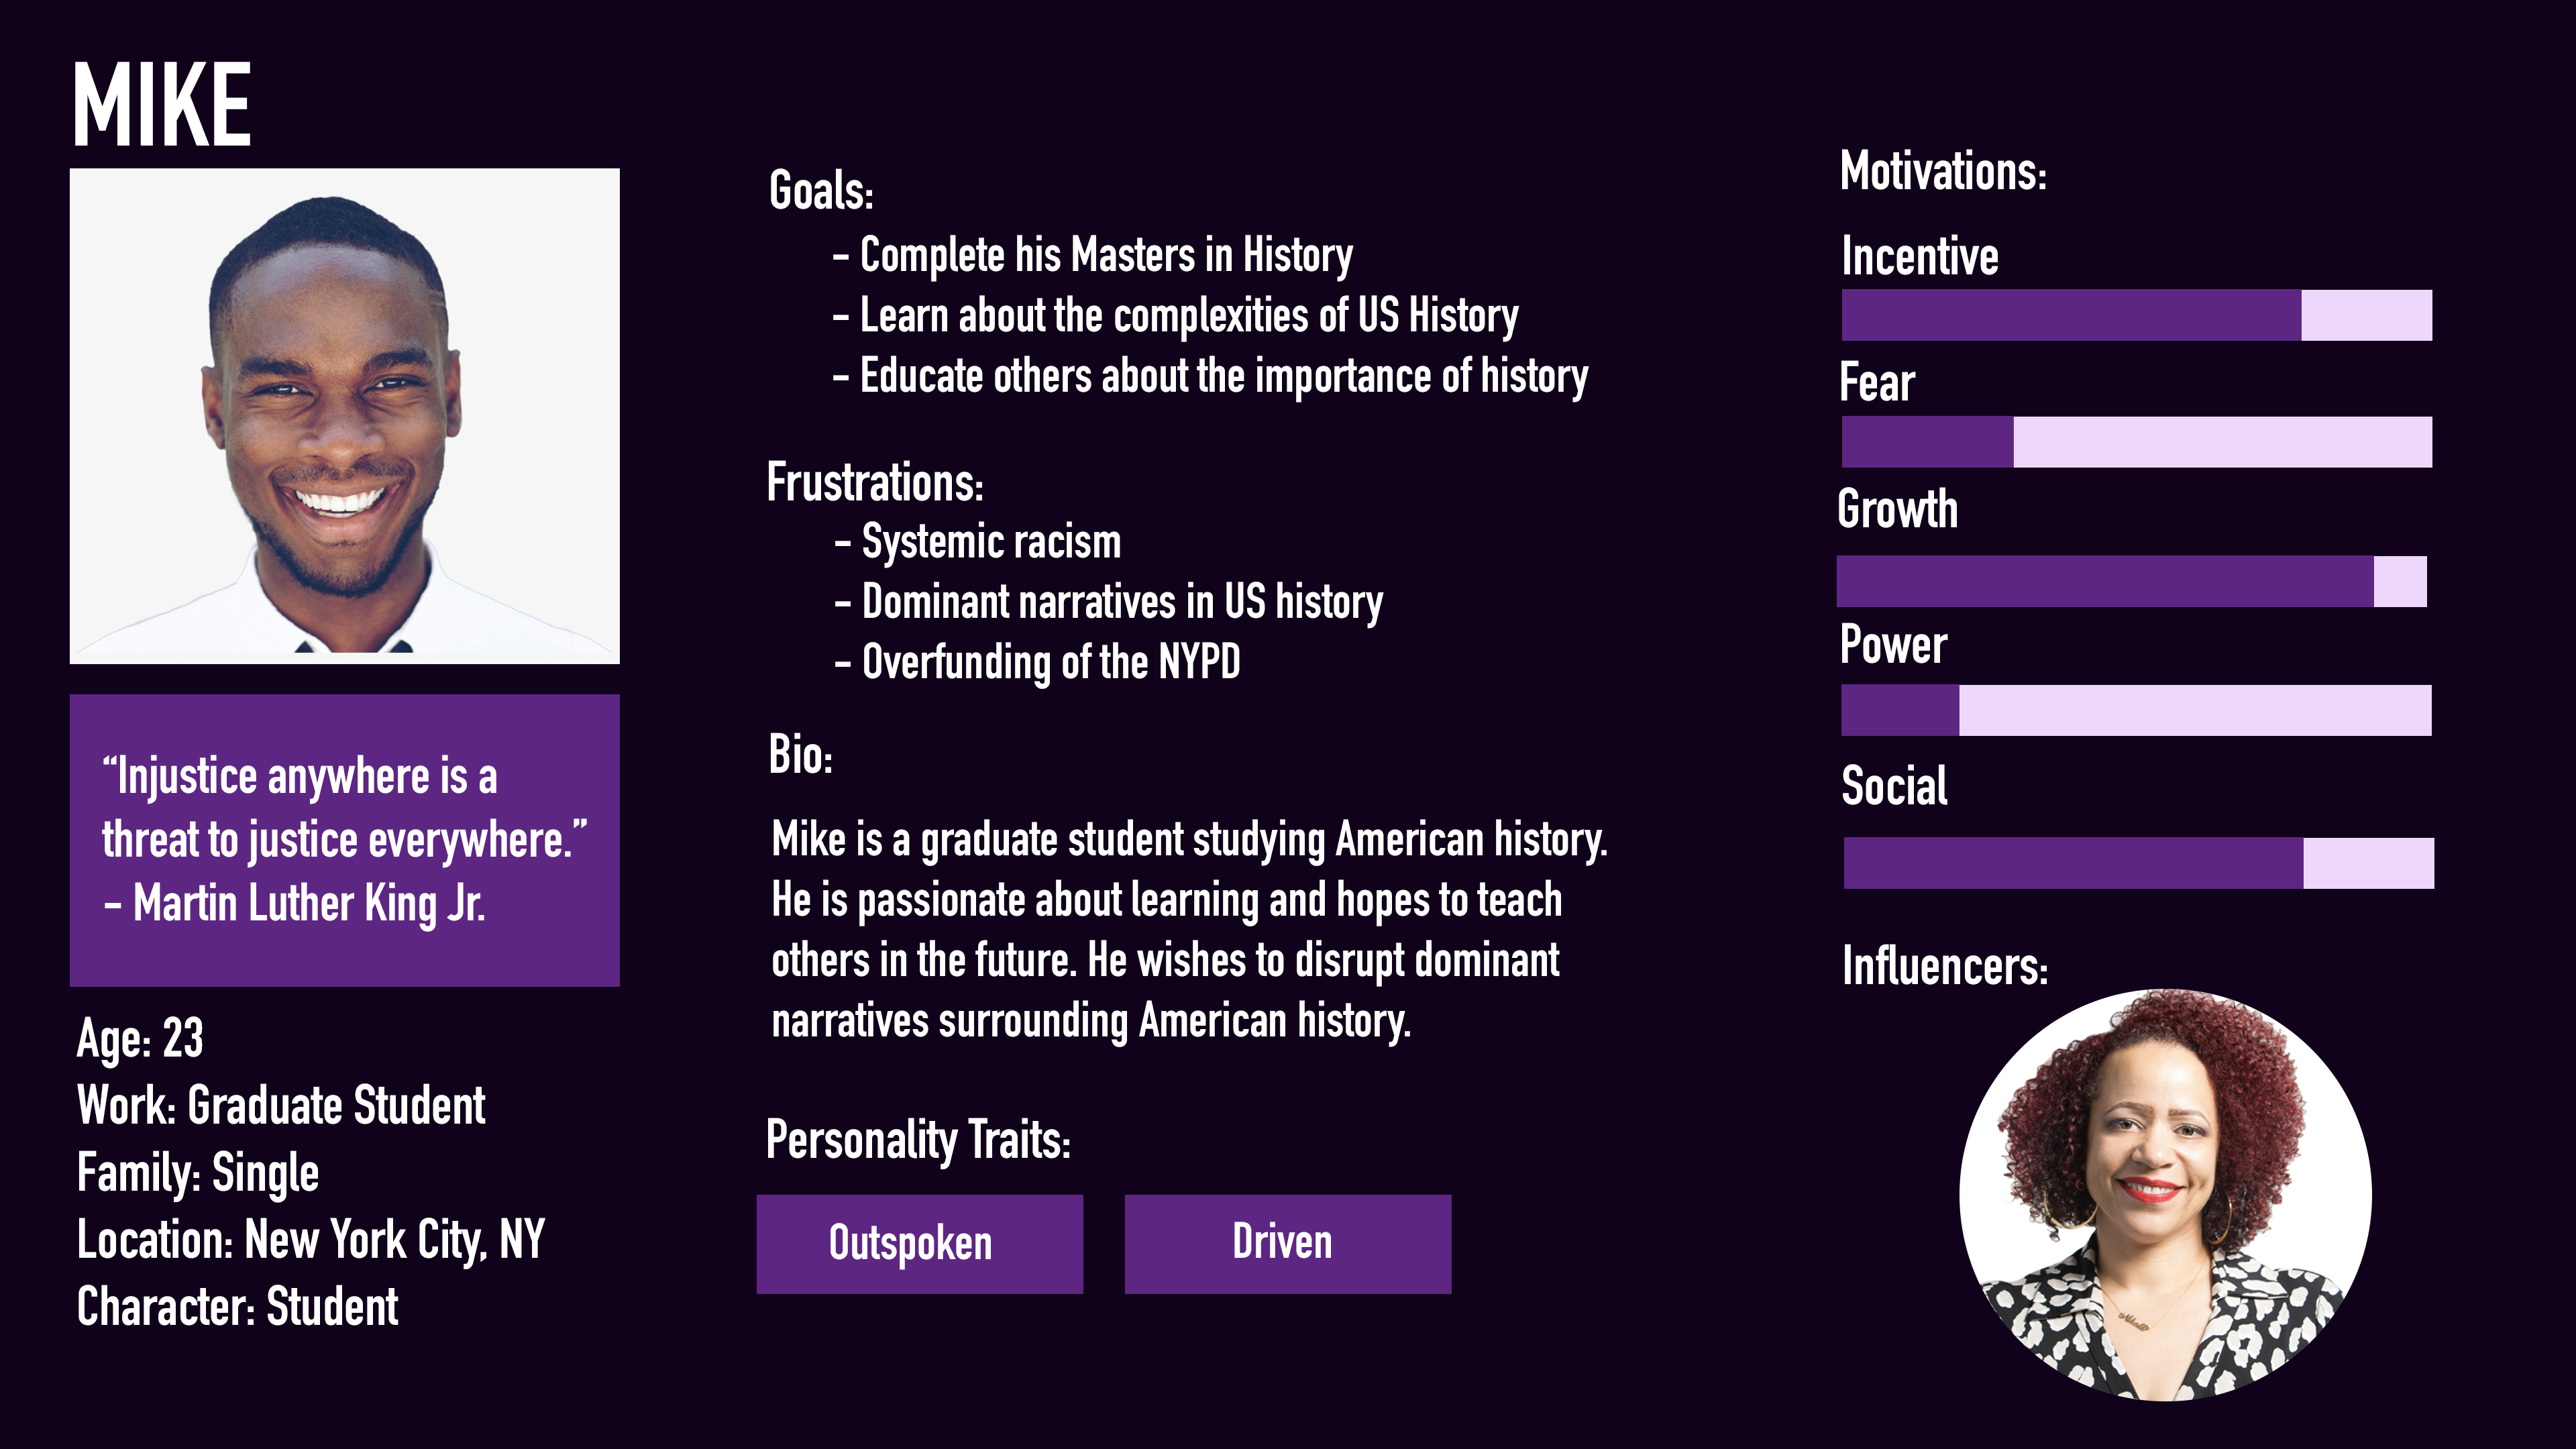 MIKE
“Injustice anywhere is a
threat to justice everywhere.”
- Martin Luther King Jr.
Age: 23
Work: Graduate Student
Family: Single
Location: New York City, NY
Character: Student
Goals:
- Complete his Masters in History
- Learn about the complexities of US History
- Educate others about the importance of history
Frustrations:
- Systemic racism
- Dominant narratives in US history
- Overfunding of the NYPD
Bio:
Mike is a graduate student studying American history.
He is passionate about learning and hopes to teach
others in the future. He wishes to disrupt dominant
narratives surrounding American history.
Personality Traits:
Outspoken
Driven
Motivations:
Incentive
Fear
Growth
Power
Social
Influencers: